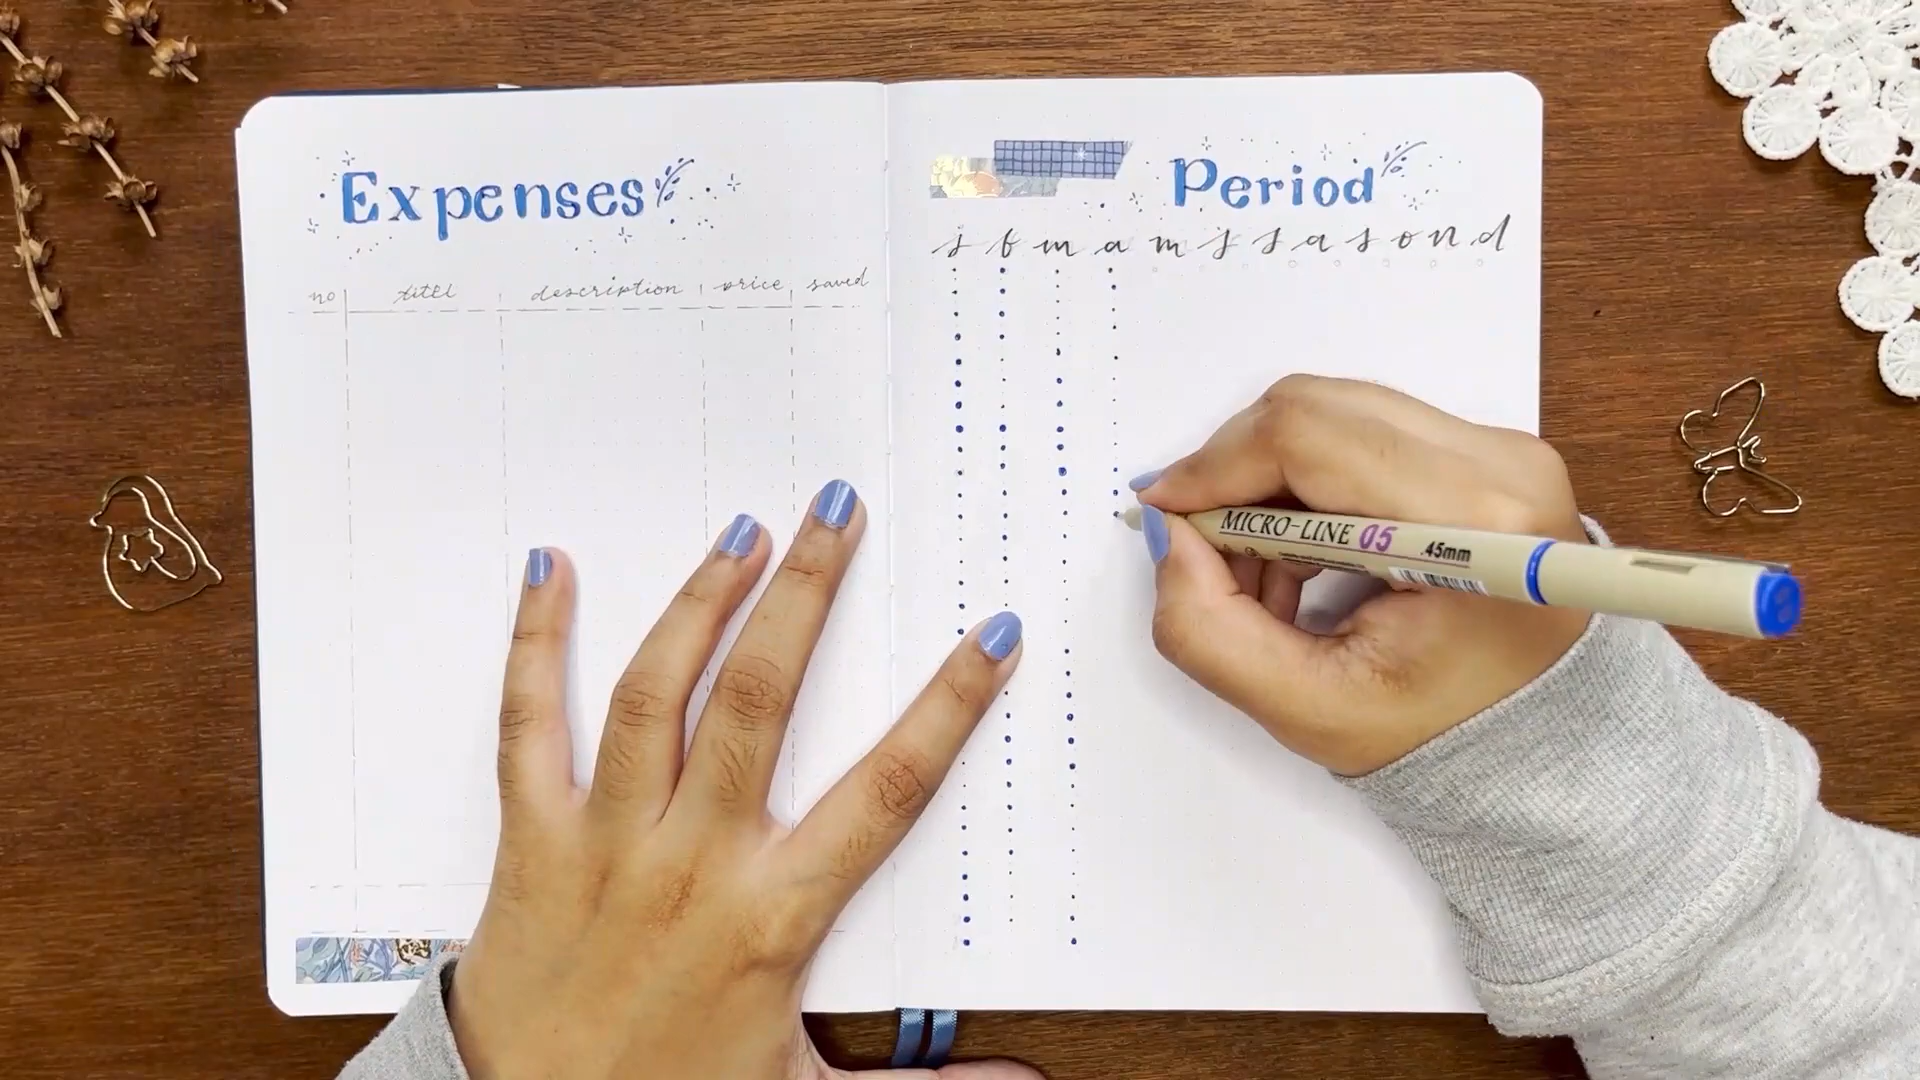 Expenses
no titel description price saved
Period
j f m a m j j a s o n d
MICRO-LINE 05 .45mm